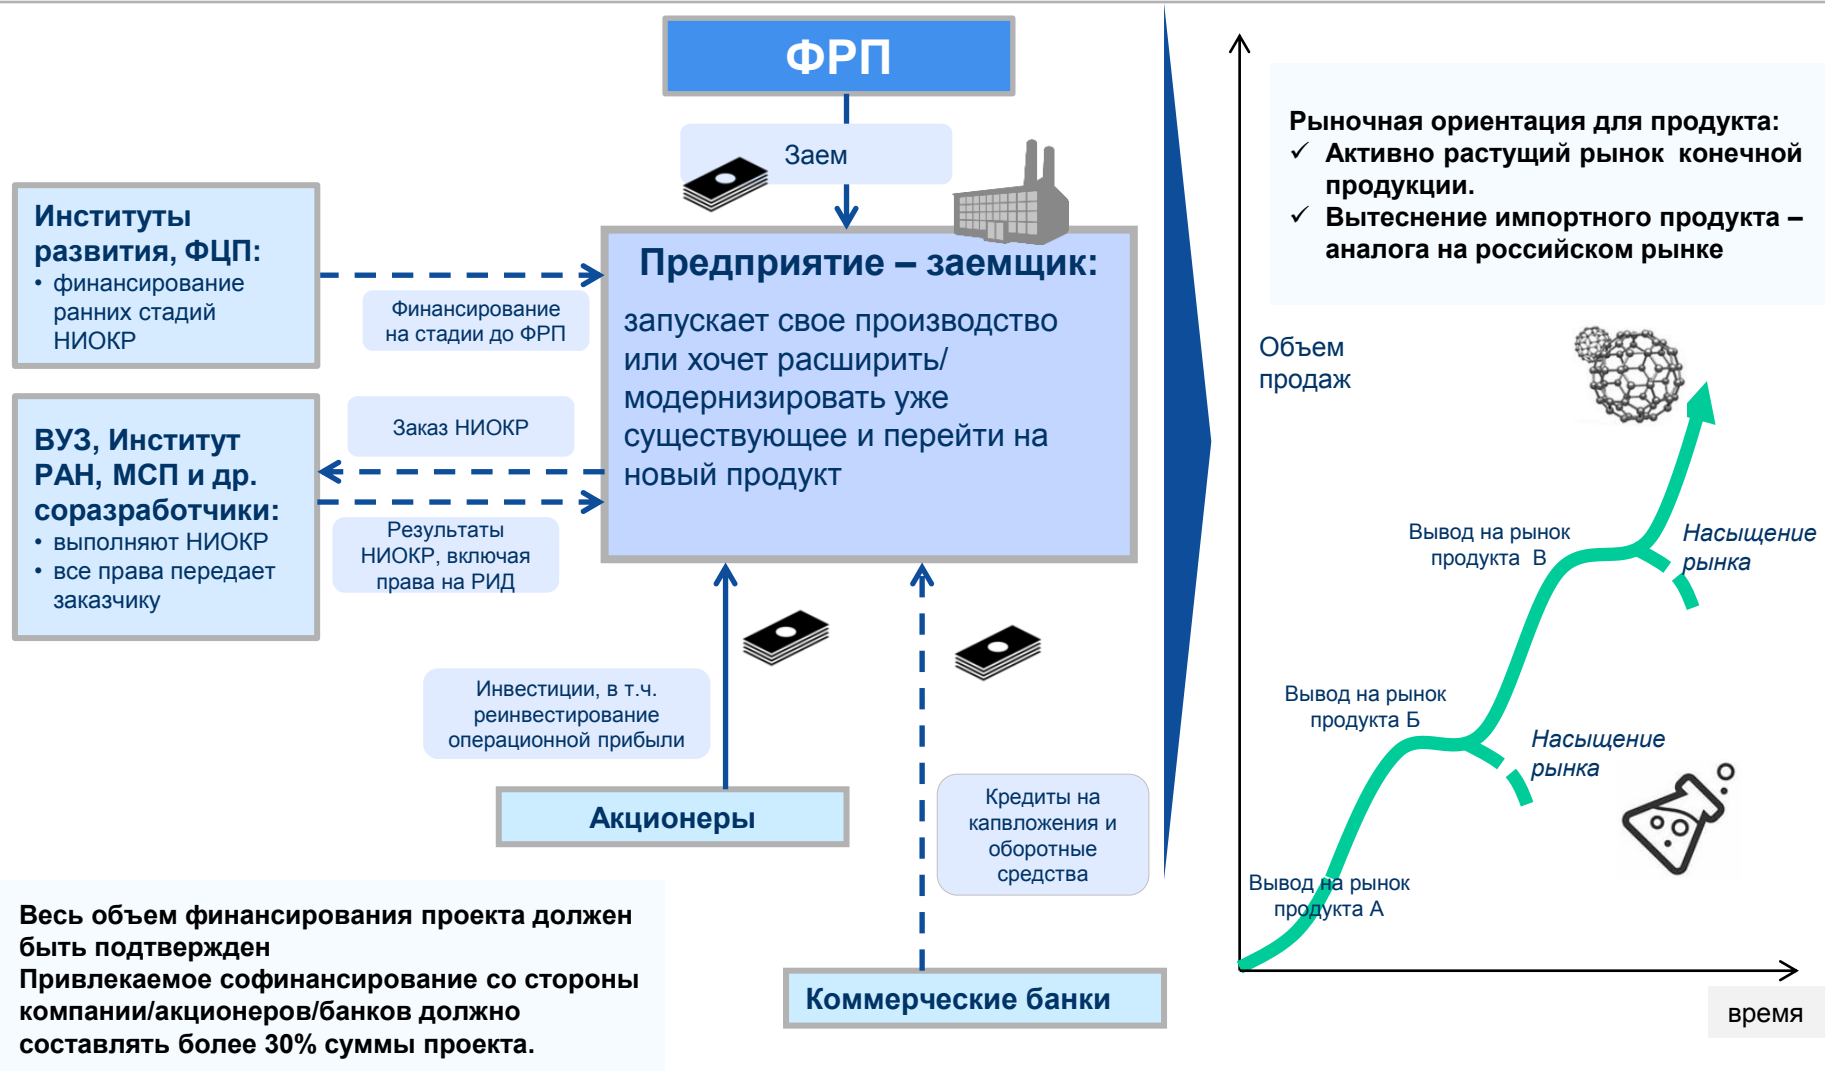 ФРП
Заем
Институты
развития, ФЦП:
• финансирование
ранних стадий
НИОКР
Финансирование
на стадии до ФРП
ВУЗ, Институт
РАН, МСП и др.
соразработчики:
• выполняют НИОКР
• все права передает
заказчику
Заказ НИОКР
Результаты
НИОКР, включая
права на РИД
Предприятие – заемщик:
запускает свое производство
или хочет расширить/
модернизировать уже
существующее и перейти на
новый продукт
Инвестиции, в т.ч.
реинвестирование
операционной прибыли
Акционеры
Кредиты на
капвложения и
оборотные
средства
Коммерческие банки
Весь объем финансирования проекта должен
быть подтвержден
Привлекаемое софинансирование со стороны
компании/акционеров/банков должно
составлять более 30% суммы проекта.
Рыночная ориентация для продукта:
✓ Активно растущий рынок конечной
продукции.
✓ Вытеснение импортного продукта –
аналога на российском рынке
Объем
продаж
Вывод на рынок
продукта В
Насыщение
рынка
Вывод на рынок
продукта Б
Насыщение
рынка
Вывод на рынок
продукта А
время